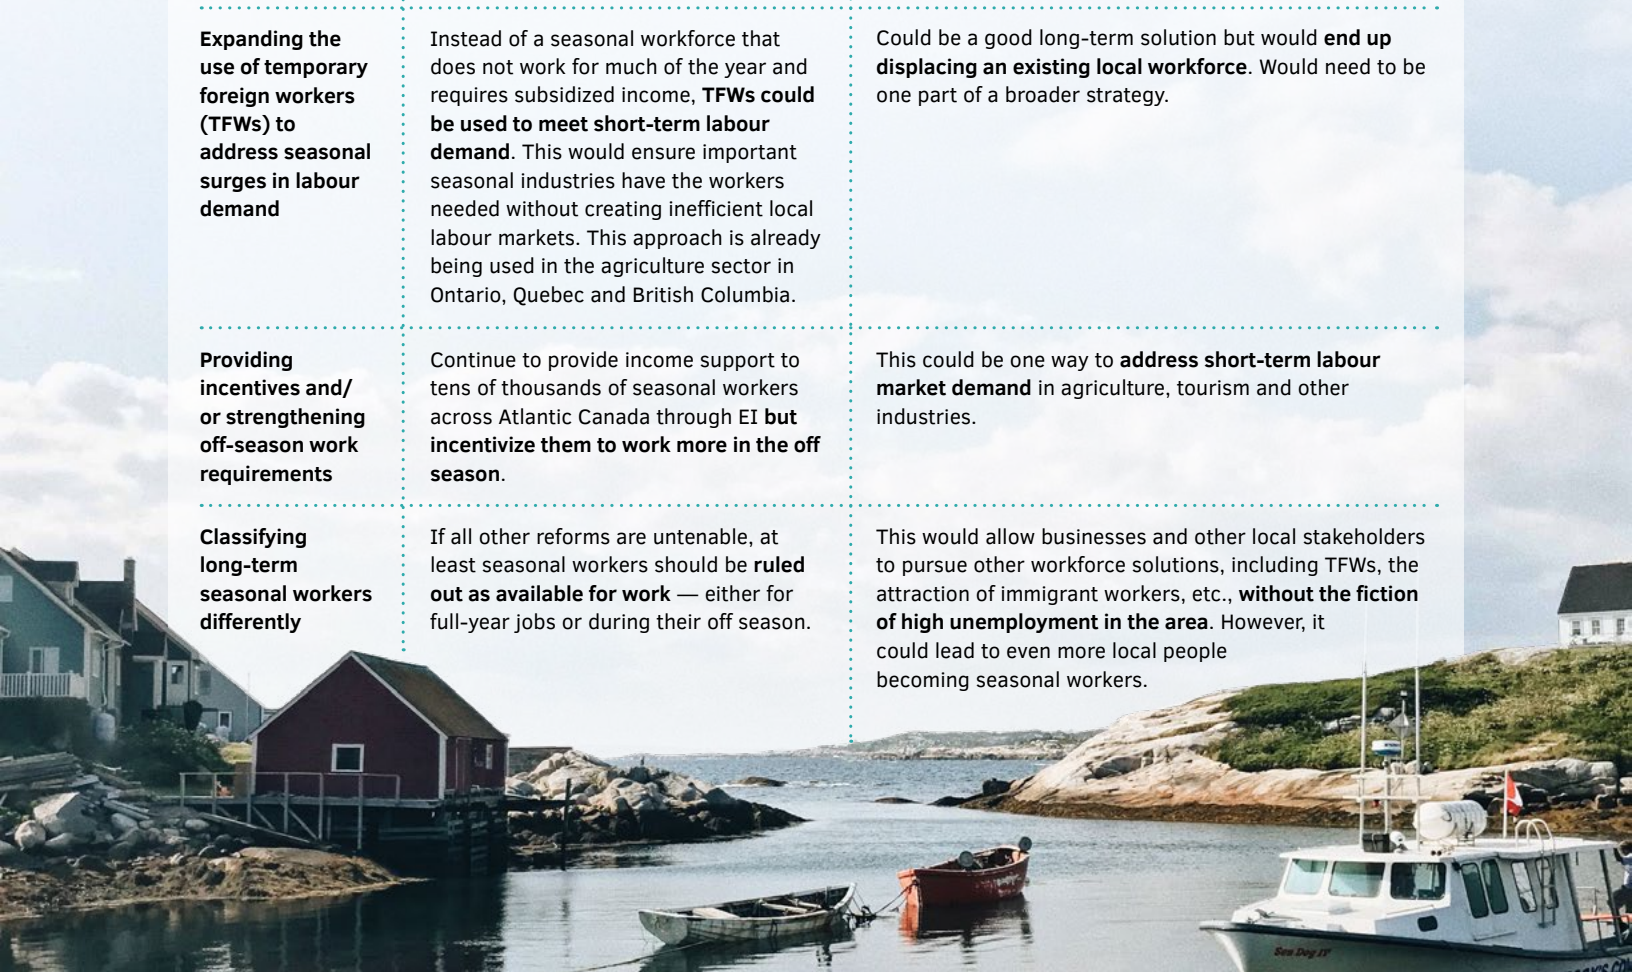 Expanding the
use of temporary
foreign workers
(TFWs) to
address seasonal
surges in labour
demand
Instead of a seasonal workforce that
does not work for much of the year and
requires subsidized income, TFWs could
be used to meet short-term labour
demand. This would ensure important
seasonal industries have the workers
needed without creating inefficient local
labour markets. This approach is already
being used in the agriculture sector in
Ontario, Quebec and British Columbia.
Could be a good long-term solution but would end up
displacing an existing local workforce. Would need to be
one part of a broader strategy.
Providing
incentives and/
or strengthening
off-season work
requirements
Continue to provide income support to
tens of thousands of seasonal workers
across Atlantic Canada through EI but
incentivize them to work more in the off
season.
This could be one way to address short-term labour
market demand in agriculture, tourism and other
industries.
Classifying
long-term
seasonal workers
differently
If all other reforms are untenable, at
least seasonal workers should be ruled
out as available for work — either for
full-year jobs or during their off season.
This would allow businesses and other local stakeholders
to pursue other workforce solutions, including TFWs, the
attraction of immigrant workers, etc., without the fiction
of high unemployment in the area. However, it
could lead to even more local people
becoming seasonal workers.
Sea Dog IV